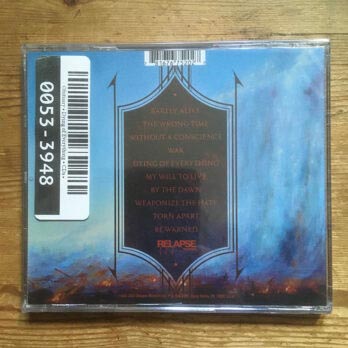 0053-3948
BARELY ALIVE
THE WRONG TIME
WITHOUT A CONSCIENCE
WAR
DYING OF EVERYTHING
MY WILL TO LIVE
BY THE DAWN
WEAPONIZE THE HATE
TORN APART
BE WARNED
RELAPSE